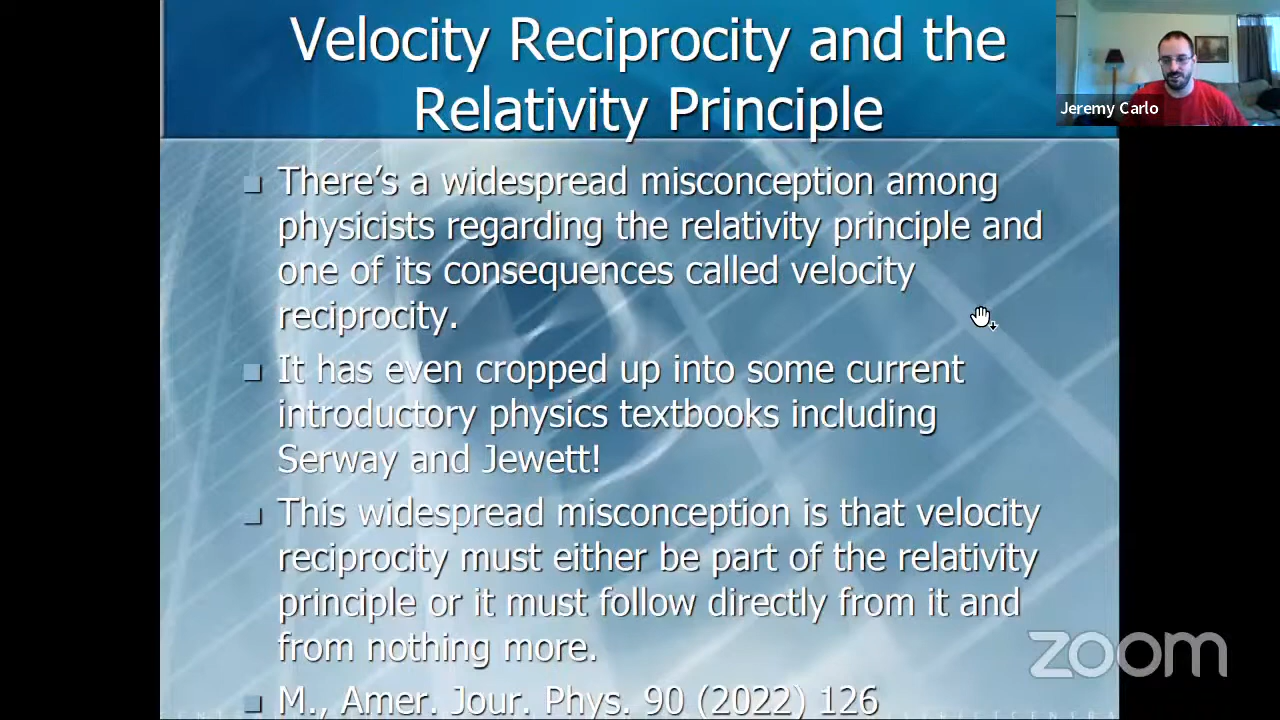 Velocity Reciprocity and the
Relativity Principle
Jeremy Carlo
There’s a widespread misconception among
physicists regarding the relativity principle and
one of its consequences called velocity
reciprocity.
It has even cropped up into some current
introductory physics textbooks including
Serway and Jewett!
This widespread misconception is that velocity
reciprocity must either be part of the relativity
principle or it must follow directly from it and
from nothing more.
M., Amer. Jour. Phys. 90 (2022) 126
zoom